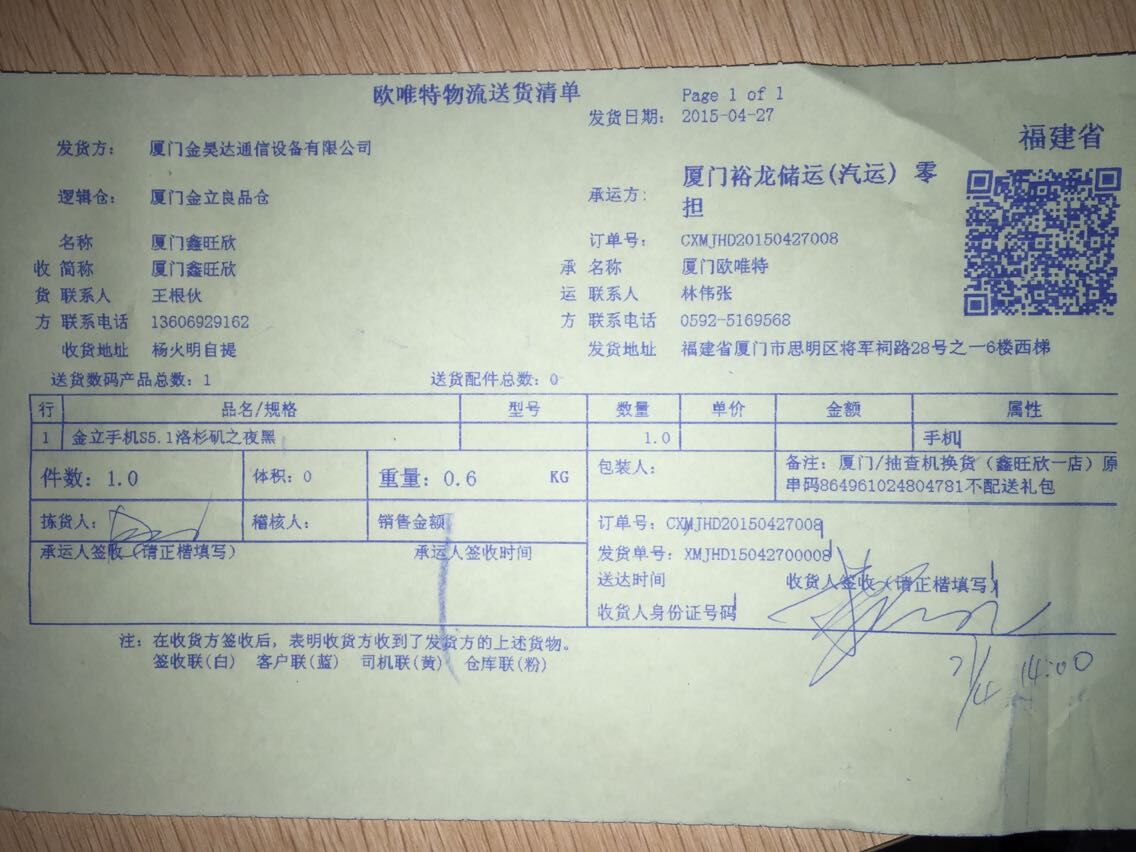 欧唯特物流送货清单
Page 1 of 1
发货日期： 2015-04-27
福建省
发货方： 厦门金昊达通信设备有限公司
逻辑仓： 厦门金立良品仓
承运方： 厦门裕龙储运(汽运) 零
担
名称 厦门鑫旺欣 订单号： CXMJHD20150427008
收 简称 厦门鑫旺欣 承 名称 厦门欧唯特
货 联系人 王根伙 运 联系人 林伟张
方 联系电话 13606929162 方 联系电话 0592-5169568
收货地址 杨火明自提 发货地址 福建省厦门市思明区将军祠路28号之一6楼西梯
送货数码产品总数：1 送货配件总数：0
行 品名/规格 型号 数量 单价 金额 属性
1 金立手机S5.1洛杉矶之夜黑 1.0 手机
件数：1.0 体积：0 重量：0.6 KG 包装人： 备注：厦门/抽查机换货（鑫旺欣一店）原
串码864961024804781不配送礼包
拣货人： 稽核人： 销售金额 订单号：CXMJHD20150427008
承运人签收（请正楷填写） 承运人签收时间 发货单号：XMJHD15042700008
送达时间 收货人签收（请正楷填写）
收货人身份证号码
注：在收货方签收后，表明收货方收到了发货方的上述货物。
签收联(白) 客户联(蓝) 司机联(黄) 仓库联(粉)
14:00